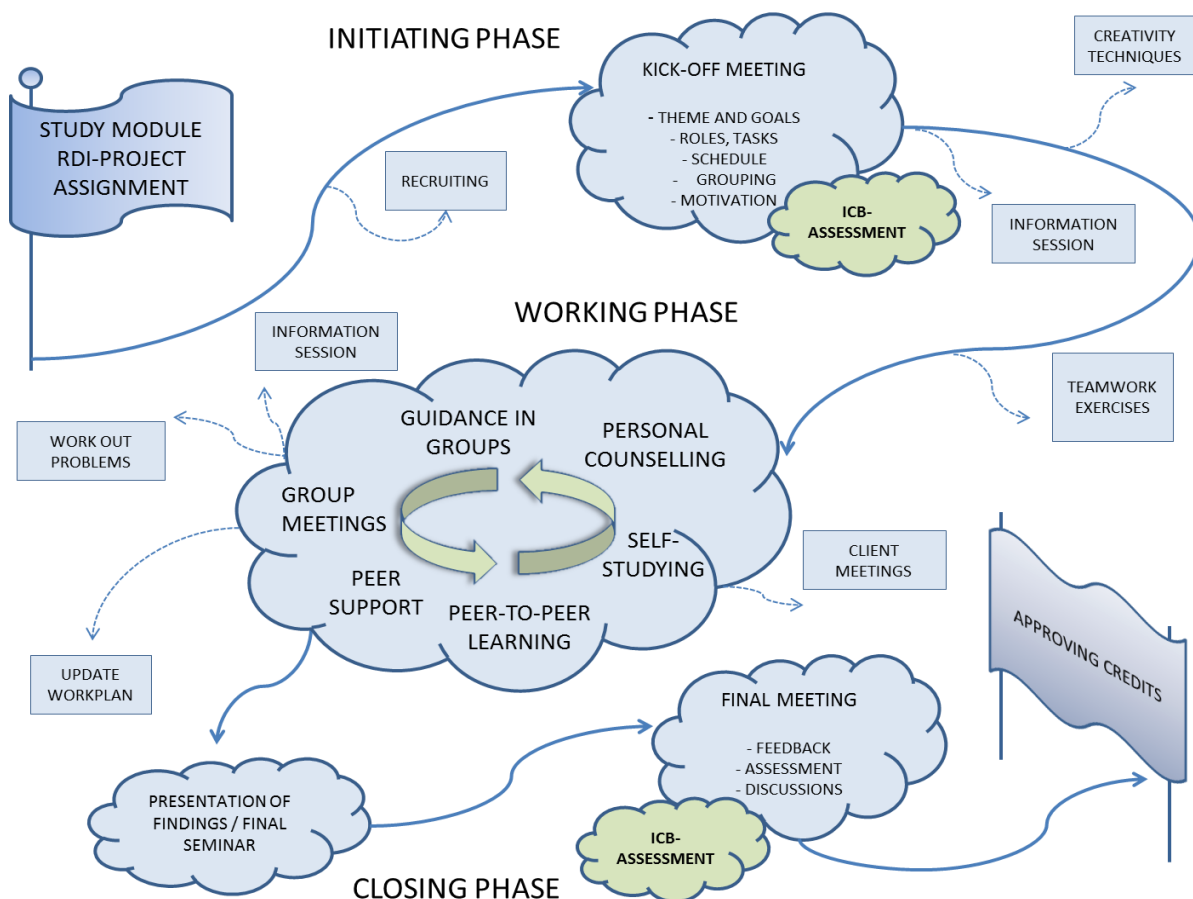 INITIATING PHASE
STUDY MODULE
RDI-PROJECT
ASSIGNMENT
RECRUITING
KICK-OFF MEETING
- THEME AND GOALS
- ROLES, TASKS
- SCHEDULE
- GROUPING
- MOTIVATION
ICB-
ASSESSMENT
CREATIVITY
TECHNIQUES
INFORMATION
SESSION
WORKING PHASE
INFORMATION
SESSION
WORK OUT
PROBLEMS
UPDATE
WORKPLAN
GUIDANCE IN
GROUPS
PERSONAL
COUNSELLING
GROUP
MEETINGS
SELF-
STUDYING
PEER
SUPPORT
PEER-TO-PEER
LEARNING
TEAMWORK
EXERCISES
CLIENT
MEETINGS
APPROVING CREDITS
PRESENTATION OF
FINDINGS / FINAL
SEMINAR
FINAL MEETING
- FEEDBACK
- ASSESSMENT
- DISCUSSIONS
ICB-
ASSESSMENT
CLOSING PHASE